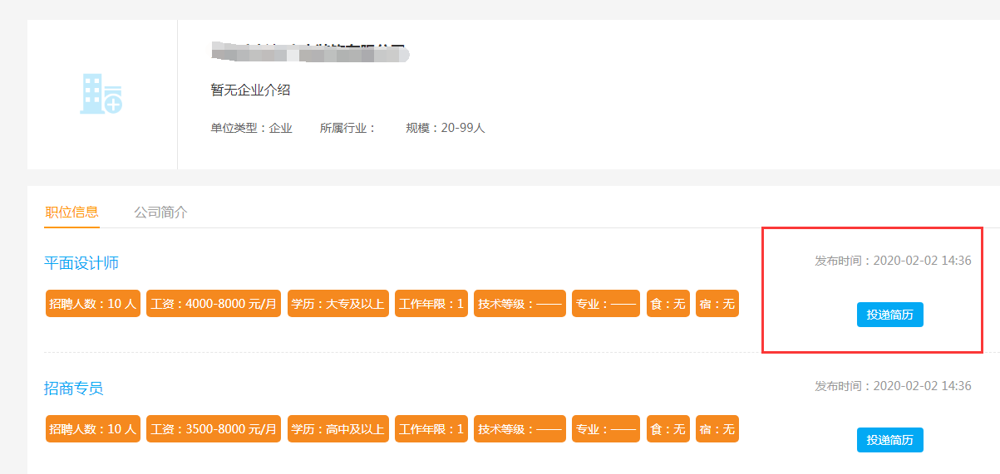 暂无企业介绍
单位类型：企业 所属行业： 规模：20-99人
职位信息 公司简介
平面设计师
发布时间：2020-02-02 14:36
招聘人数：10 人 工资：4000-8000 元/月 学历：大专及以上 工作年限：1 技术等级：—— 专业：—— 食：无 宿：无
投递简历
招商专员
发布时间：2020-02-02 14:36
招聘人数：10 人 工资：3500-8000 元/月 学历：高中及以上 工作年限：1 技术等级：—— 专业：—— 食：无 宿：无
投递简历